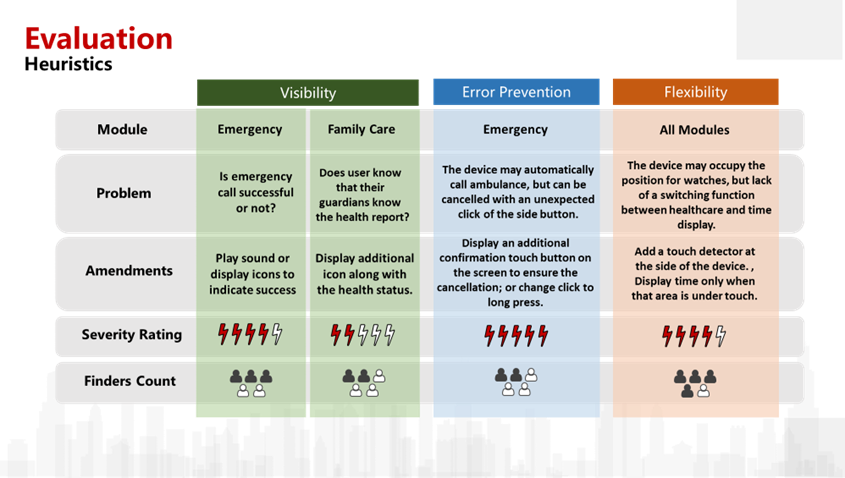 Evaluation
Heuristics
Visibility
Error Prevention
Flexibility
Module
Emergency
Family Care
Emergency
All Modules
Problem
Is emergency
call successful
or not?
Does user know
that their
guardians know
the health report?
The device may automatically
call ambulance, but can be
cancelled with an unexpected
click of the side button.
The device may occupy the
position for watches, but lack
of a switching function
between healthcare and time
display.
Amendments
Play sound or
display icons to
indicate success
Display additional
icon along with
the health status.
Display an additional
confirmation touch button on
the screen to ensure the
cancellation; or change click to
long press.
Add a touch detector at
the side of the device. ,
Display time only when
that area is under touch.
Severity Rating
Finders Count